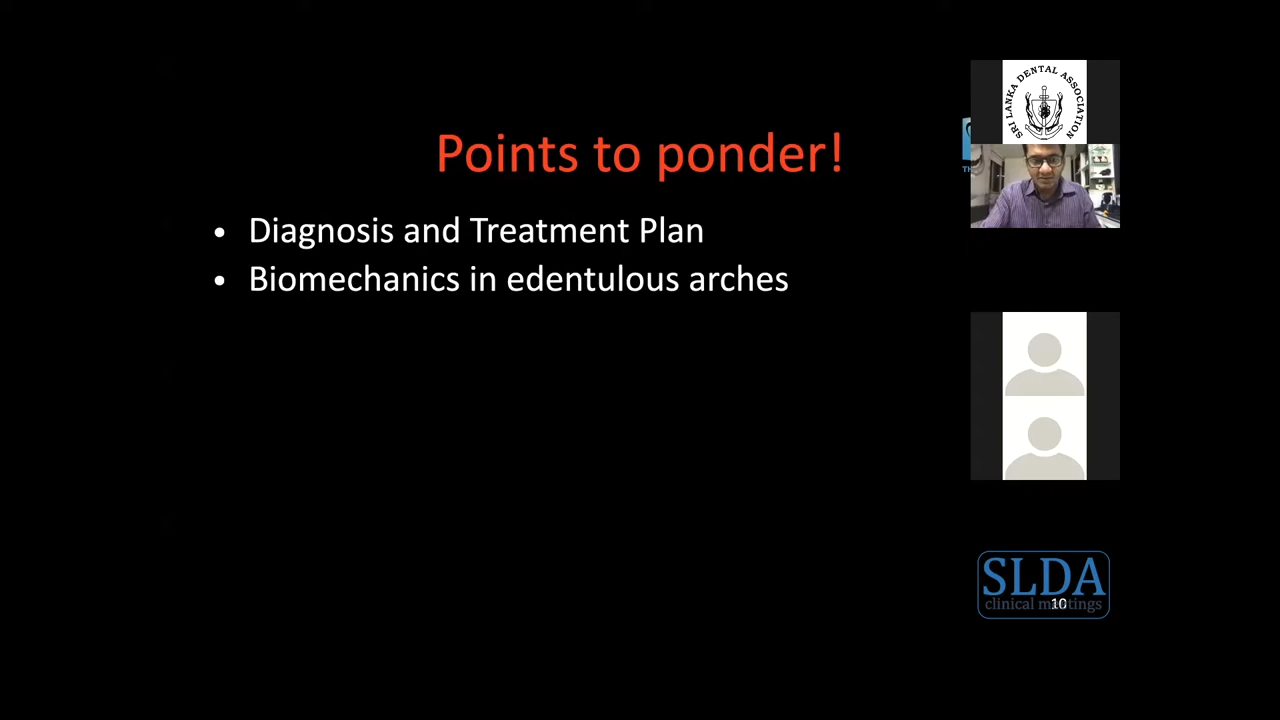 Points to ponder!
• Diagnosis and Treatment Plan
• Biomechanics in edentulous arches
SRI LANKA DENTAL ASSOCIATION
TH
SLDA
clinical meetings
10